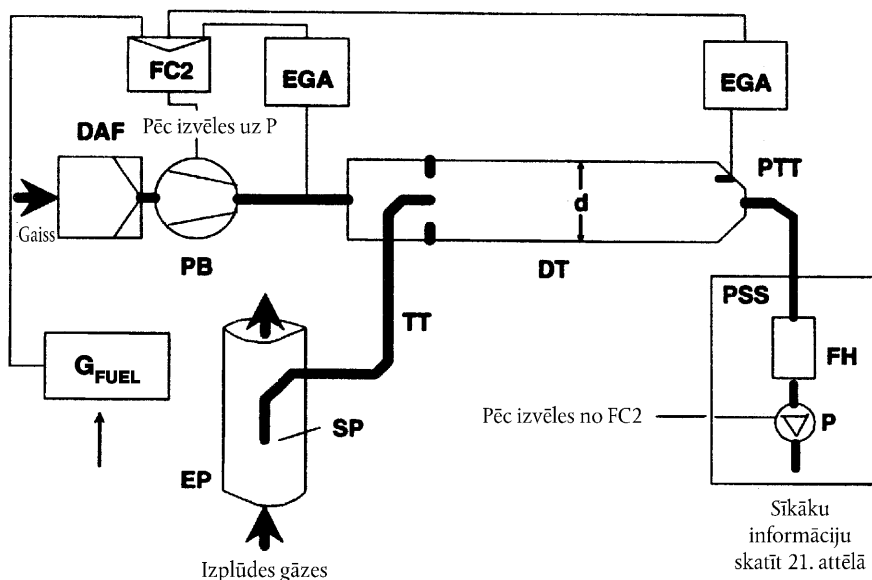 FC2
EGA
EGA
DAF
Pēc izvēles uz P
PTT
Gaiss
d
PB
DT
PSS
TT
FH
G FUEL
SP
Pēc izvēles no FC2
P
EP
Sīkāku
informāciju
skatīt 21. attēlā
Izplūdes gāzes